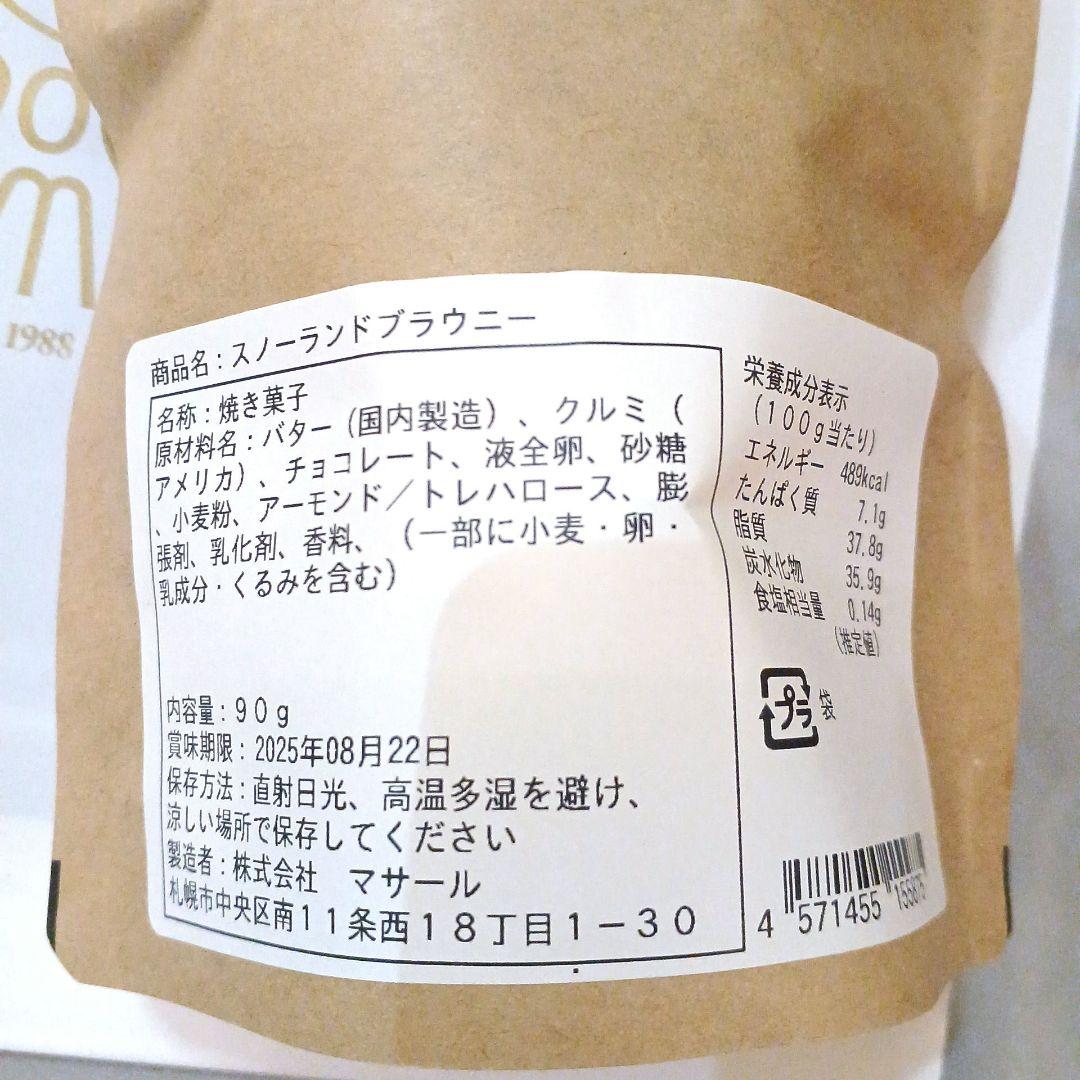 1988
商品名：スノーランドブラウニー
名称：焼き菓子
原材料名：バター（国内製造）、クルミ（
アメリカ）、チョコレート、液全卵、砂糖
、小麦粉、アーモンド／トレハロース、膨
張剤、乳化剤、香料、（一部に小麦・卵・
乳成分・くるみを含む）
内容量：９０ｇ
賞味期限：2025年08月22日
保存方法：直射日光、高温多湿を避け、
涼しい場所で保存してください
製造者：株式会社　マサール
札幌市中央区南１１条西１８丁目１－３０
栄養成分表示
（１００ｇ当たり）
エネルギー 489kcal
たんぱく質 7.1g
脂質 37.8g
炭水化物 35.9g
食塩相当量 0.14g
（推定値）
プラ 袋
4 571455 155875